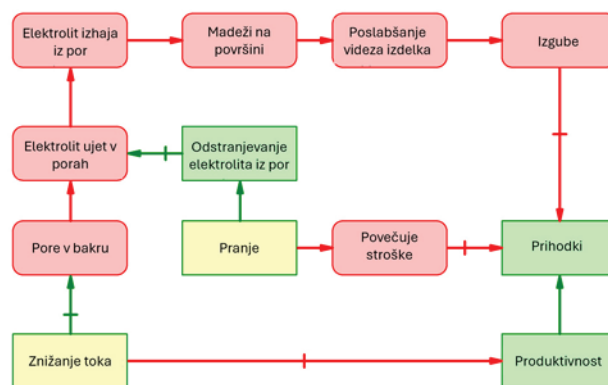 Elektrolit izhaja
iz por
Madeži na
površini
Poslabšanje
videza izdelka
Izgube
Elektrolit ujet v
porah
Odstranjevanje
elektrolita iz por
Pore v bakru
Pranje
Povečuje
stroške
Prihodki
Znižanje toka
Produktivnost